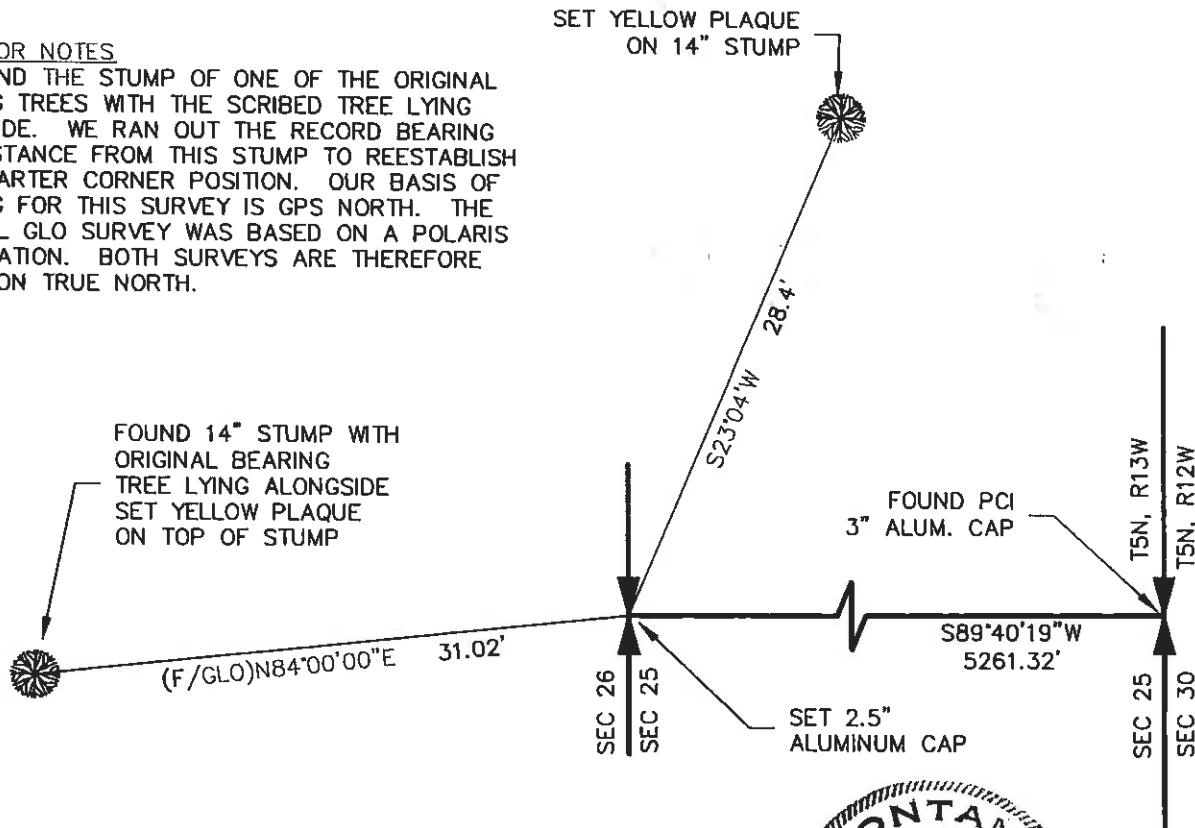 OR NOTES
ND THE STUMP OF ONE OF THE ORIGINAL
G TREES WITH THE SCRIBED TREE LYING
DE. WE RAN OUT THE RECORD BEARING
STANCE FROM THIS STUMP TO REESTABLISH
ARTER CORNER POSITION. OUR BASIS OF
G FOR THIS SURVEY IS GPS NORTH. THE
L GLO SURVEY WAS BASED ON A POLARIS
ATION. BOTH SURVEYS ARE THEREFORE
ON TRUE NORTH.
SET YELLOW PLAQUE
ON 14" STUMP
S23°04'W 28.4'
FOUND 14" STUMP WITH
ORIGINAL BEARING
TREE LYING ALONGSIDE
SET YELLOW PLAQUE
ON TOP OF STUMP
FOUND PCI
3" ALUM. CAP
T5N, R13W
T5N, R12W
(F/GLO)N84°00'00"E 31.02'
S89°40'19"W
5261.32'
SEC 26
SEC 25
SET 2.5"
ALUMINUM CAP
SEC 25
SEC 30
ONTA